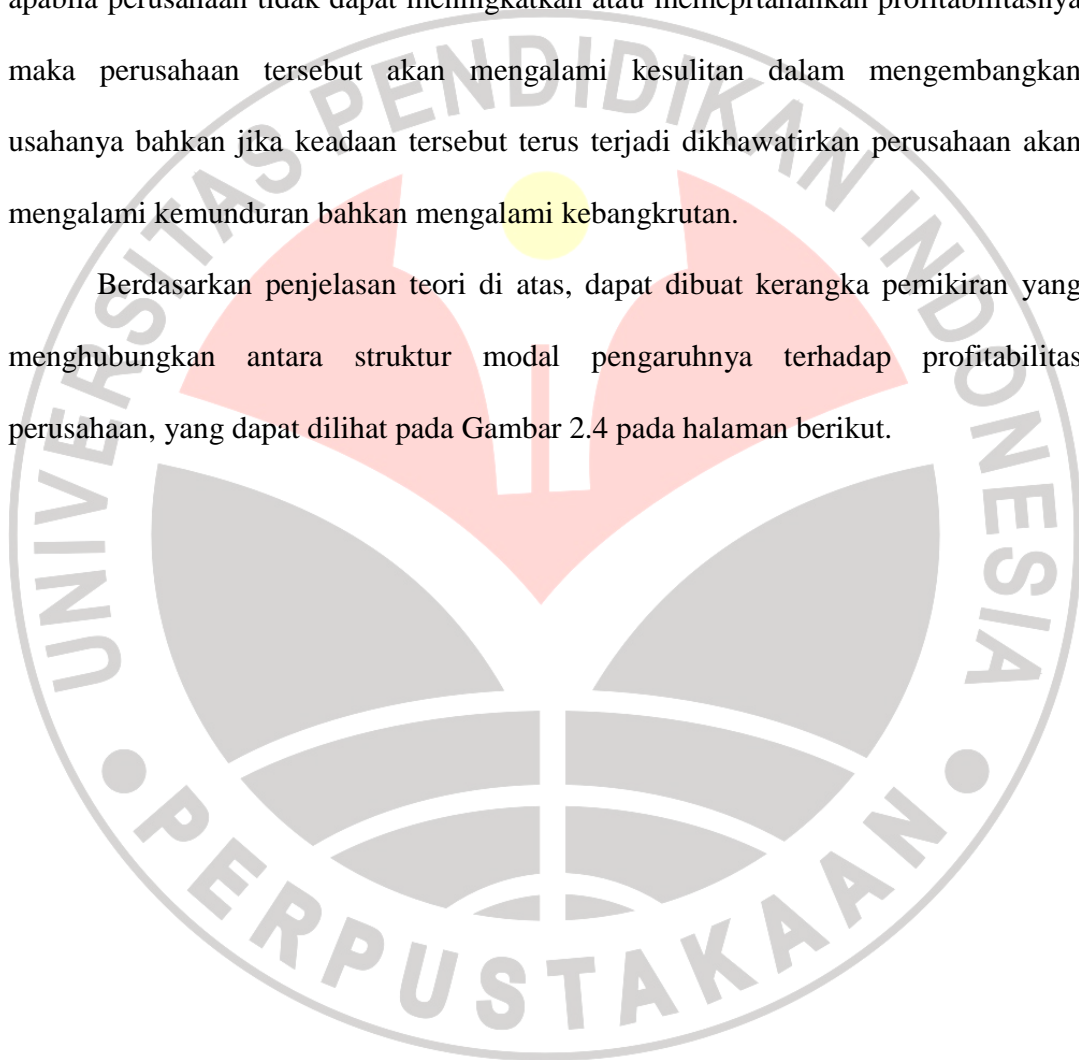 apabila perusahaan tidak dapat meningkatkan atau memeprtahankan profitabilitasnya
maka perusahaan tersebut akan mengalami kesulitan dalam mengembangkan
usahanya bahkan jika keadaan tersebut terus terjadi dikhawatirkan perusahaan akan
mengalami kemunduran bahkan mengalami kebangkrutan.
Berdasarkan penjelasan teori di atas, dapat dibuat kerangka pemikiran yang
menghubungkan antara struktur modal pengaruhnya terhadap profitabilitas
perusahaan, yang dapat dilihat pada Gambar 2.4 pada halaman berikut.
UNIVERSITAS PENDIDIKAN INDONESIA
PERPUSTAKAAN